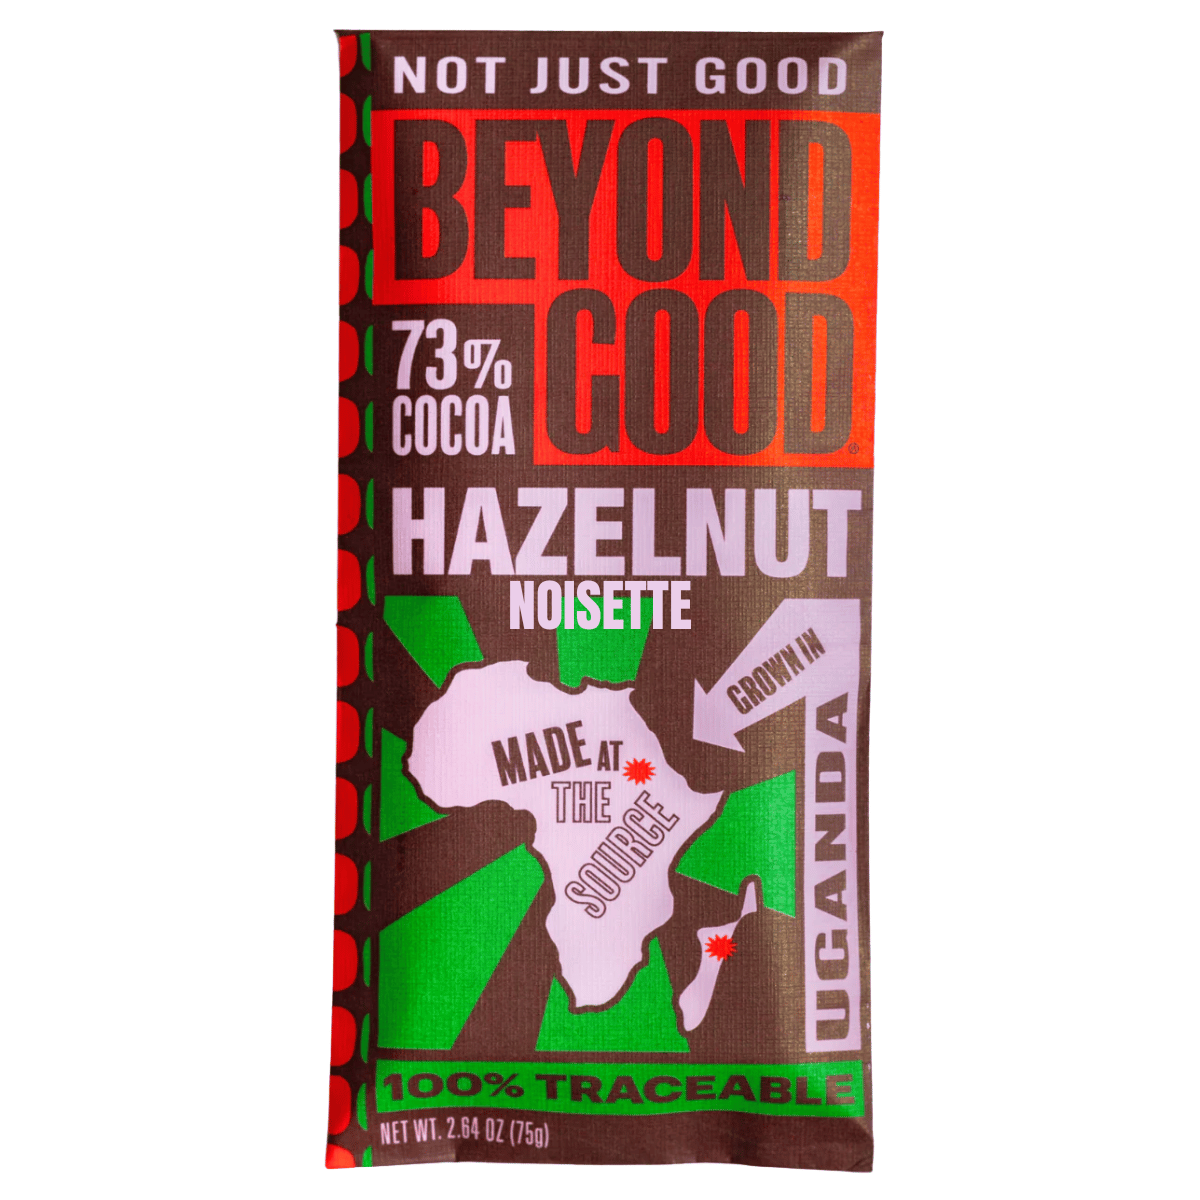 NOT JUST GOOD
BEYOND
GOOD®
73%
COCOA
HAZELNUT
NOISETTE
GROWN IN
UGANDA
MADE AT
THE
SOURCE
100% TRACEABLE
NET WT. 2.64 OZ (75g)